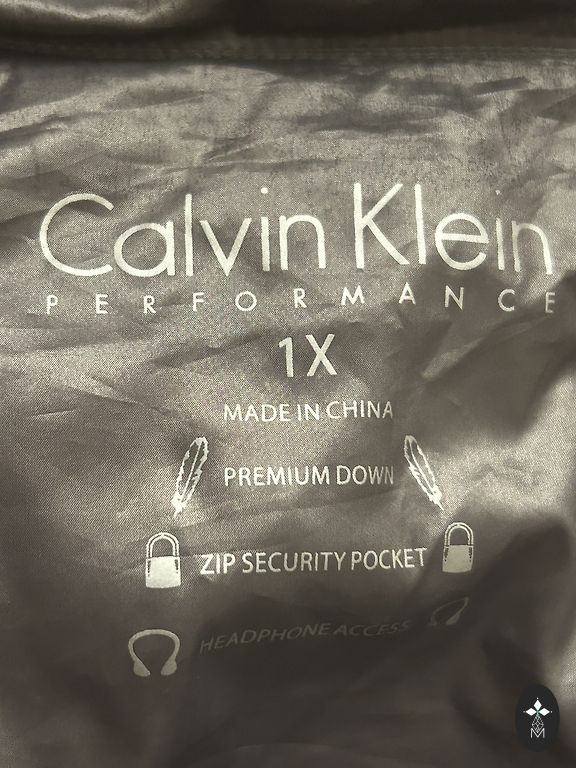 Calvin Klein
PERFORMANCE
1X
MADE IN CHINA
PREMIUM DOWN
ZIP SECURITY POCKET
HEADPHONE ACCESS
M